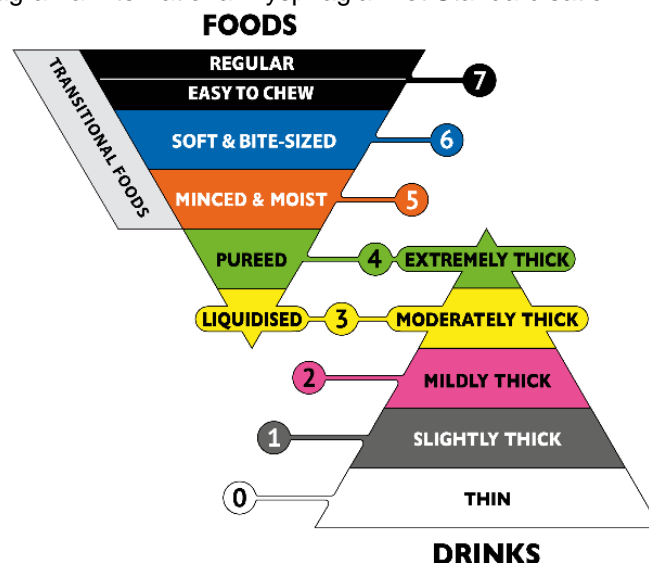 FOODS
REGULAR
7
EASY TO CHEW
TRANSITIONAL FOODS
SOFT & BITE-SIZED
6
MINCED & MOIST
5
PUREED
4
EXTREMELY THICK
LIQUIDISED
3
MODERATELY THICK
2
MILDLY THICK
1
SLIGHTLY THICK
0
THIN
DRINKS